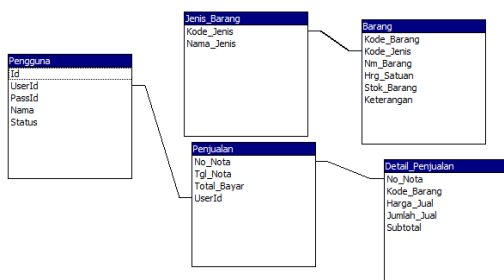 Jenis_Barang
Kode_Jenis
Nama_Jenis
Barang
Kode_Barang
Kode_Jenis
Nm_Barang
Hrg_Satuan
Stok_Barang
Keterangan
Pengguna
Id
UserId
PassId
Nama
Status
Penjualan
No_Nota
Tgl_Nota
Total_Bayar
UserId
Detail_Penjualan
No_Nota
Kode_Barang
Harga_Jual
Jumlah_Jual
Subtotal